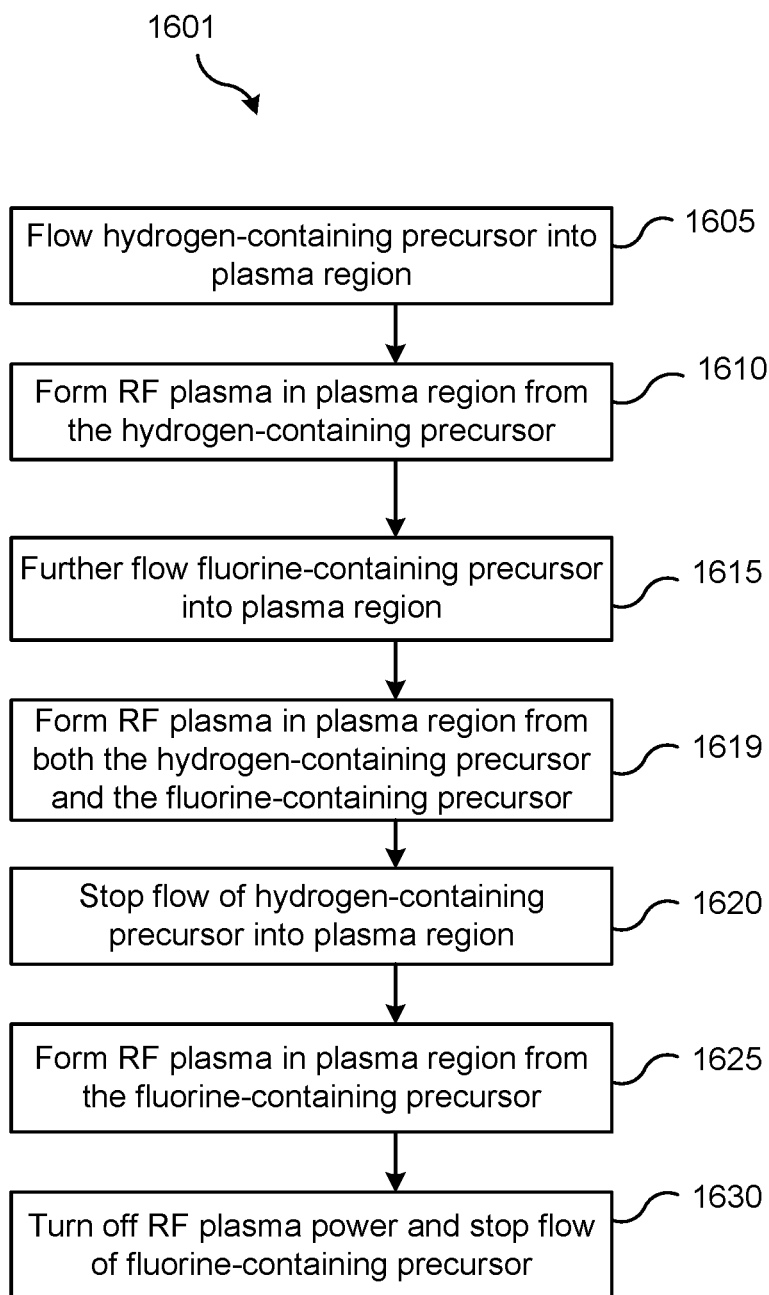 1601
Flow hydrogen-containing precursor into
plasma region
1605
Form RF plasma in plasma region from
the hydrogen-containing precursor
1610
Further flow fluorine-containing precursor
into plasma region
1615
Form RF plasma in plasma region from
both the hydrogen-containing precursor
and the fluorine-containing precursor
1619
Stop flow of hydrogen-containing
precursor into plasma region
1620
Form RF plasma in plasma region from
the fluorine-containing precursor
1625
Turn off RF plasma power and stop flow
of fluorine-containing precursor
1630